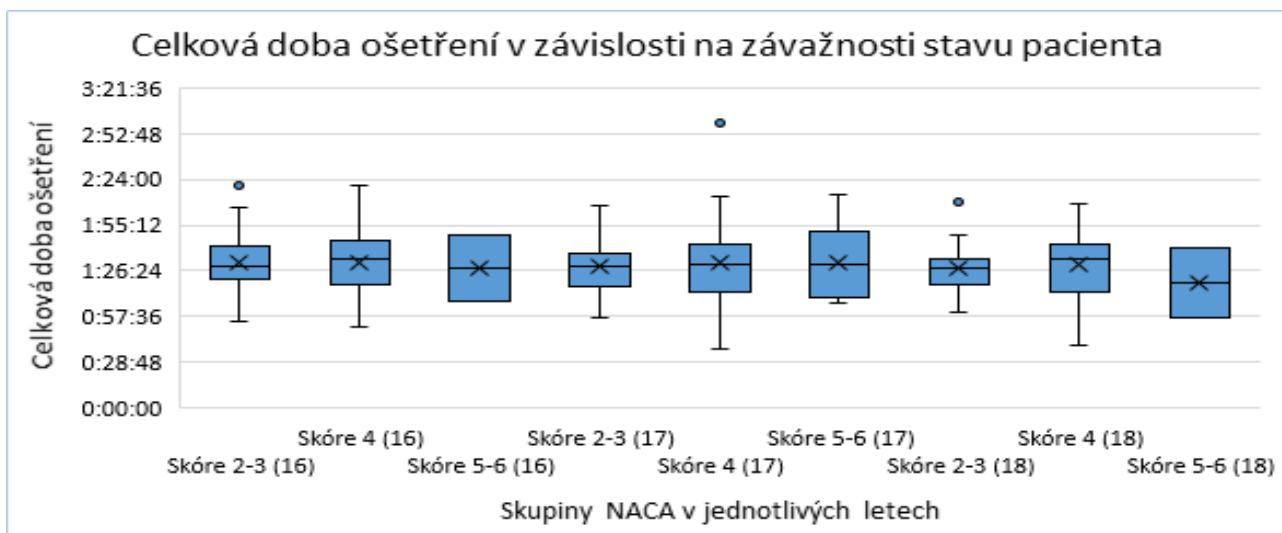 Celková doba ošetření v závislosti na závažnosti stavu pacienta
Celková doba ošetření
3:21:36
2:52:48
2:24:00
1:55:12
1:26:24
0:57:36
0:28:48
0:00:00
Skóre 2-3 (16)
Skóre 4 (16)
Skóre 5-6 (16)
Skóre 2-3 (17)
Skóre 4 (17)
Skóre 5-6 (17)
Skóre 2-3 (18)
Skóre 4 (18)
Skóre 5-6 (18)
Skupiny NACA v jednotlivých letech